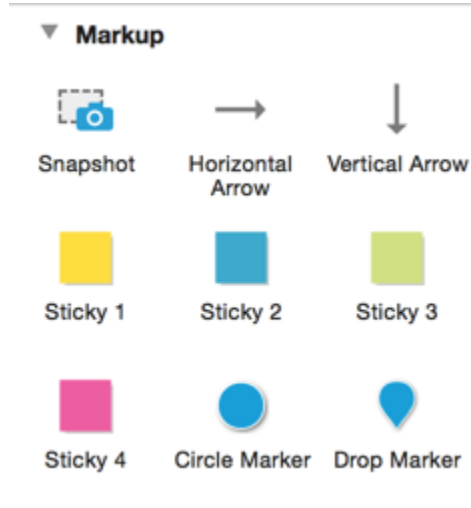 Markup
Snapshot
Horizontal
Arrow
Vertical Arrow
Sticky 1
Sticky 2
Sticky 3
Sticky 4
Circle Marker
Drop Marker